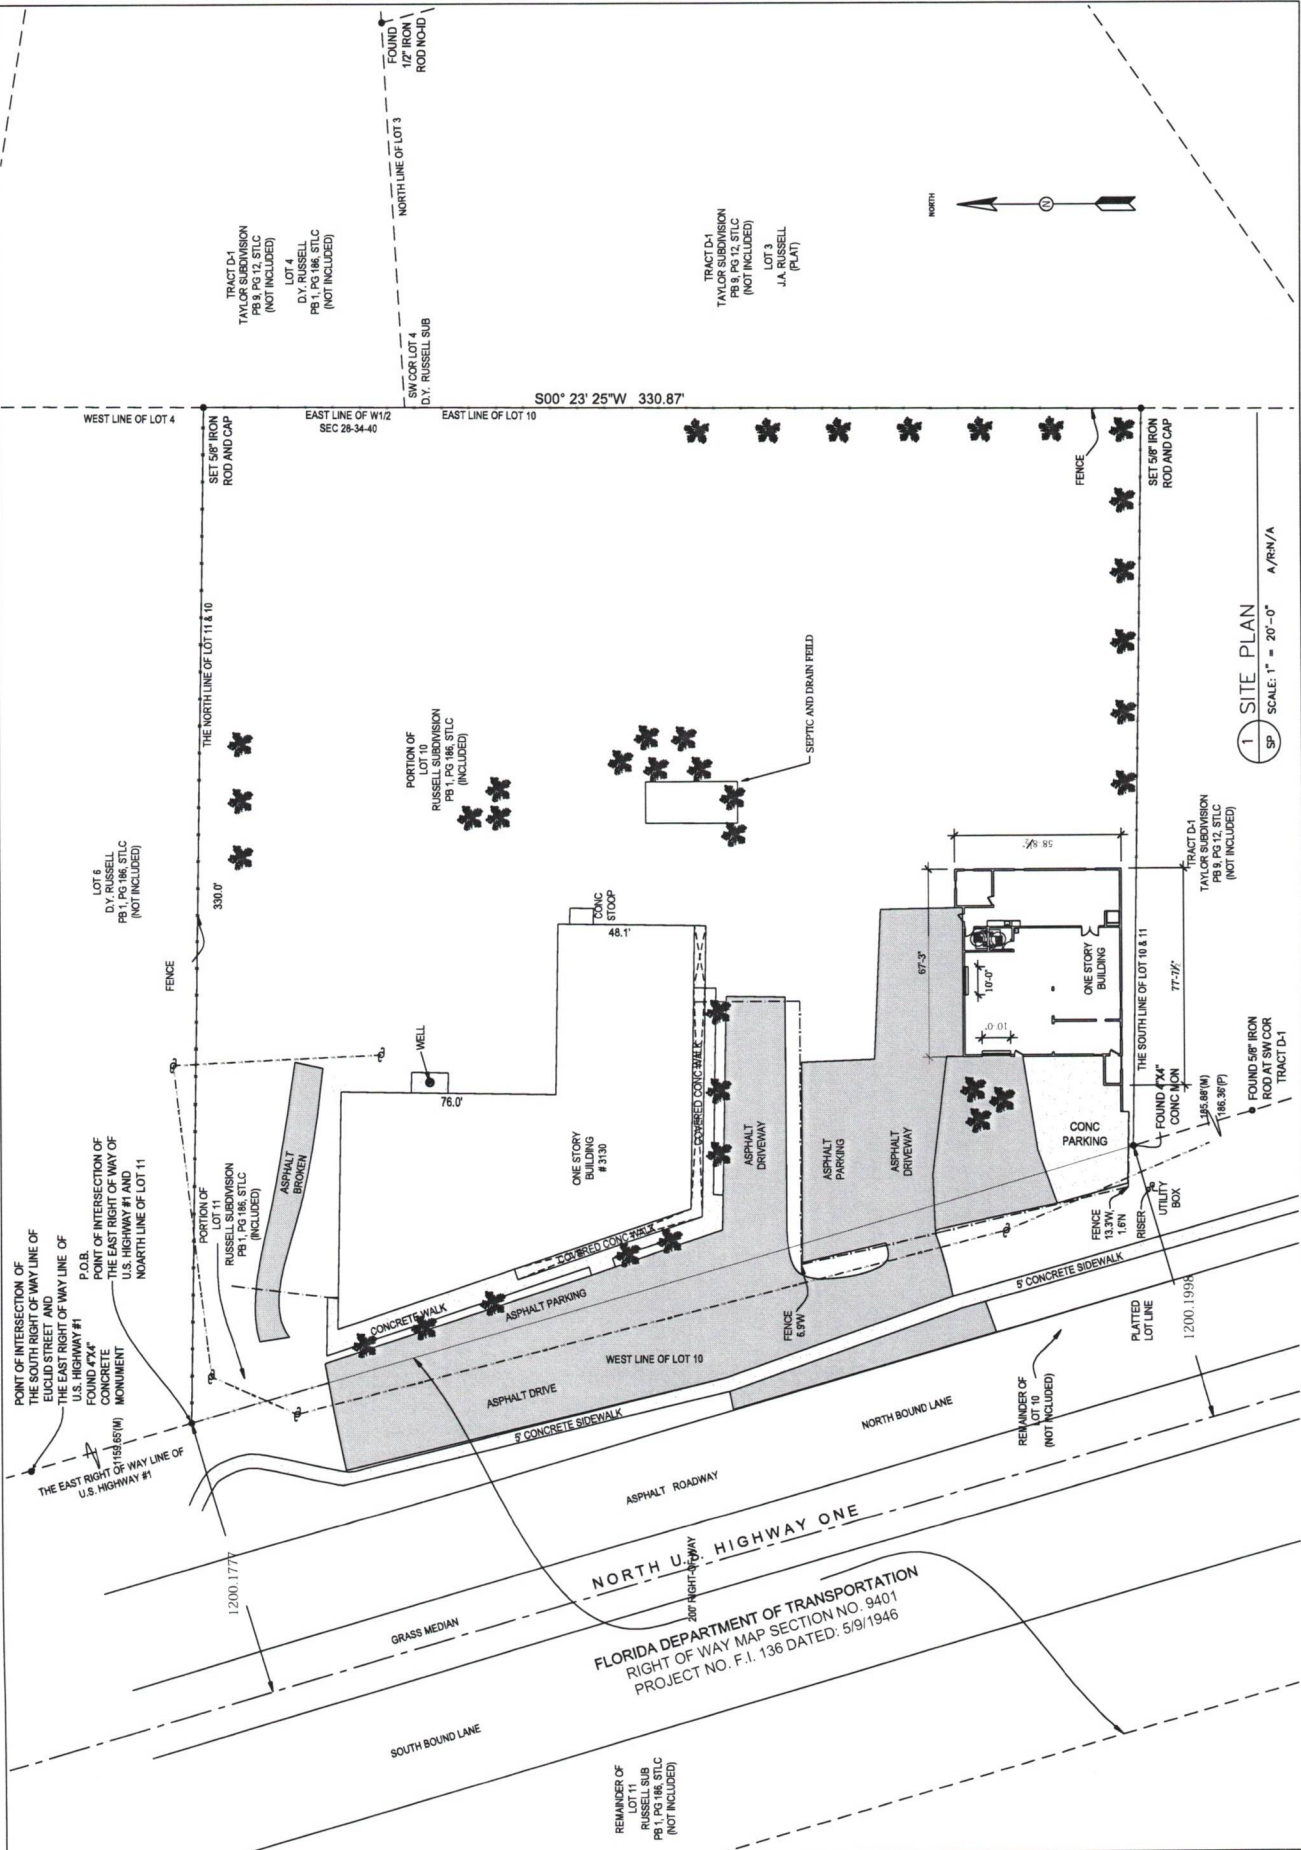 FOUND
1/2" IRON
ROD NO-ID
NORTH LINE OF LOT 3
TRACT D-1
TAYLOR SUBDIVISION
PB 9, PG 12, STLC
(NOT INCLUDED)
LOT 4
D.Y. RUSSELL
PB 1, PG 186, STLC
(NOT INCLUDED)
TRACT D-1
TAYLOR SUBDIVISION
PB 9, PG 12, STLC
(NOT INCLUDED)
LOT 3
J.A. RUSSELL
(PLAT)
NORTH
N
SW COR LOT 4
D.Y. RUSSELL SUB
WEST LINE OF LOT 4
EAST LINE OF W1/2
SEC 28-34-40
EAST LINE OF LOT 10
S00° 23' 25"W 330.87'
SET 5/8" IRON
ROD AND CAP
FENCE
SET 5/8" IRON
ROD AND CAP
THE NORTH LINE OF LOT 11 & 10
330.0'
LOT 6
D.Y. RUSSELL
PB 1, PG 186, STLC
(NOT INCLUDED)
FENCE
PORTION OF
LOT 10
RUSSELL SUBDIVISION
PB 1, PG 186, STLC
(INCLUDED)
SEPTIC AND DRAIN FEILD
1
SP
SITE PLAN
SCALE: 1" = 20'-0"
A/R:N/A
TRACT D-1
TAYLOR SUBDIVISION
PB 9, PG 12, STLC
(NOT INCLUDED)
CONC
STOOP
48.1'
WELL
76.0'
ONE STORY
BUILDING
# 3130
COVERED CONC WALK
COVERED CONC WALK
CONCRETE WALK
ASPHALT PARKING
ASPHALT
DRIVEWAY
ASPHALT
PARKING
ASPHALT
DRIVEWAY
67'-3"
58'-8½"
10'-0"
10'-0"
ONE STORY
BUILDING
THE SOUTH LINE OF LOT 10 & 11
77'-7½"
CONC
PARKING
FOUND 4"X4"
CONC MON
185.88'(M)
186.36'(P)
FOUND 5/8" IRON
ROD AT SW COR
TRACT D-1
FENCE
13.3'W,
1.6'N
RISER
UTILITY
BOX
ASPHALT
BROKEN
PORTION OF
LOT 11
RUSSELL SUBDIVISION
PB 1, PG 186, STLC
(INCLUDED)
P.O.B.
POINT OF INTERSECTION OF
THE EAST RIGHT OF WAY OF
U.S. HIGHWAY #1 AND
NOARTH LINE OF LOT 11
POINT OF INTERSECTION OF
THE SOUTH RIGHT OF WAY LINE OF
EUCLID STREET AND
THE EAST RIGHT OF WAY LINE OF
U.S. HIGHWAY #1
FOUND 4"X4"
CONCRETE
MONUMENT
1159.65'(M)
THE EAST RIGHT OF WAY LINE OF
U.S. HIGHWAY #1
ASPHALT DRIVE
WEST LINE OF LOT 10
FENCE
6.9'W
5' CONCRETE SIDEWALK
5' CONCRETE SIDEWALK
PLATTED
LOT LINE
1200.1998
1200.1777
REMAINDER OF
LOT 10
(NOT INCLUDED)
NORTH BOUND LANE
ASPHALT ROADWAY
NORTH U.S. HIGHWAY ONE
200' RIGHT-OF-WAY
GRASS MEDIAN
FLORIDA DEPARTMENT OF TRANSPORTATION
RIGHT OF WAY MAP SECTION NO. 9401
PROJECT NO. F.I. 136 DATED: 5/9/1946
SOUTH BOUND LANE
REMAINDER OF
LOT 11
RUSSELL SUB
PB 1, PG 186, STLC
(NOT INCLUDED)